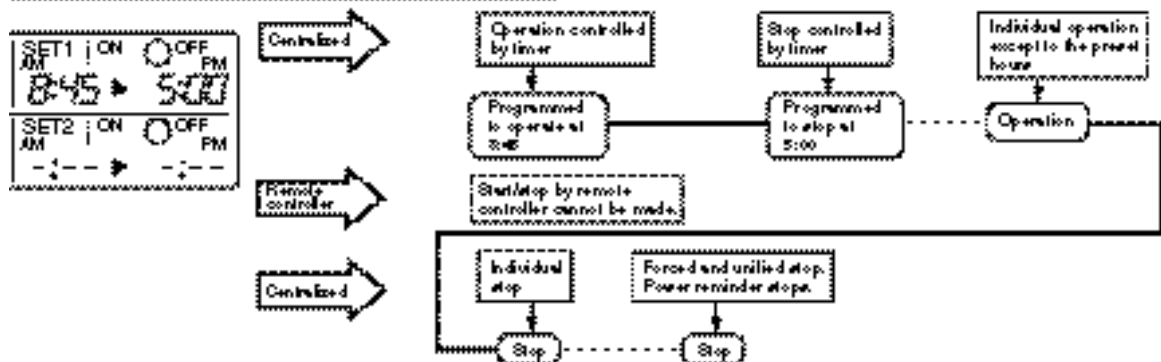 SET1 ON OFF
AM PM
8:45 5:00
SET2 ON OFF
AM PM
-:-- -:--
Centralized
Operation controlled
by timer
Stop controlled
by timer
Individual operation
except to the preset
hours
Programmed
to operate at
8:45
Programmed
to stop at
5:00
Operation
Remote
controller
Start/stop by remote
controller cannot be made.
Centralized
Individual
stop
Forced and unified stop.
Power reminder stops.
Stop
Stop